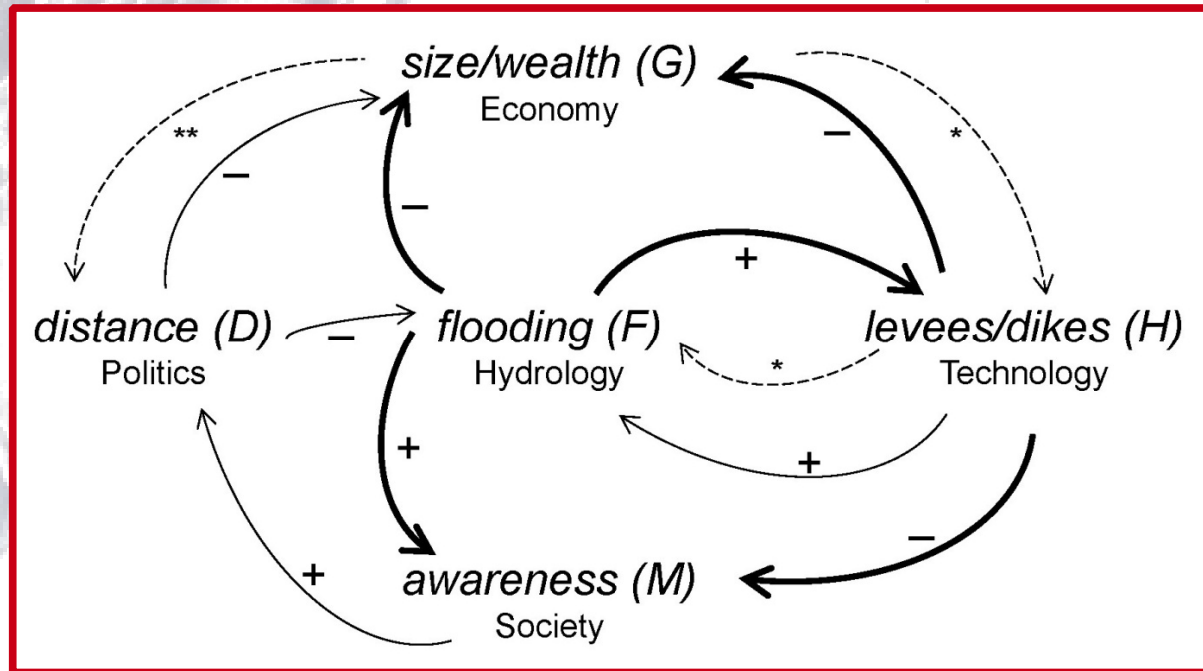 size/wealth (G)
Economy
**
−
−
−
*
+
distance (D)
Politics
−
flooding (F)
Hydrology
levees/dikes (H)
Technology
*
+
+
−
+
awareness (M)
Society